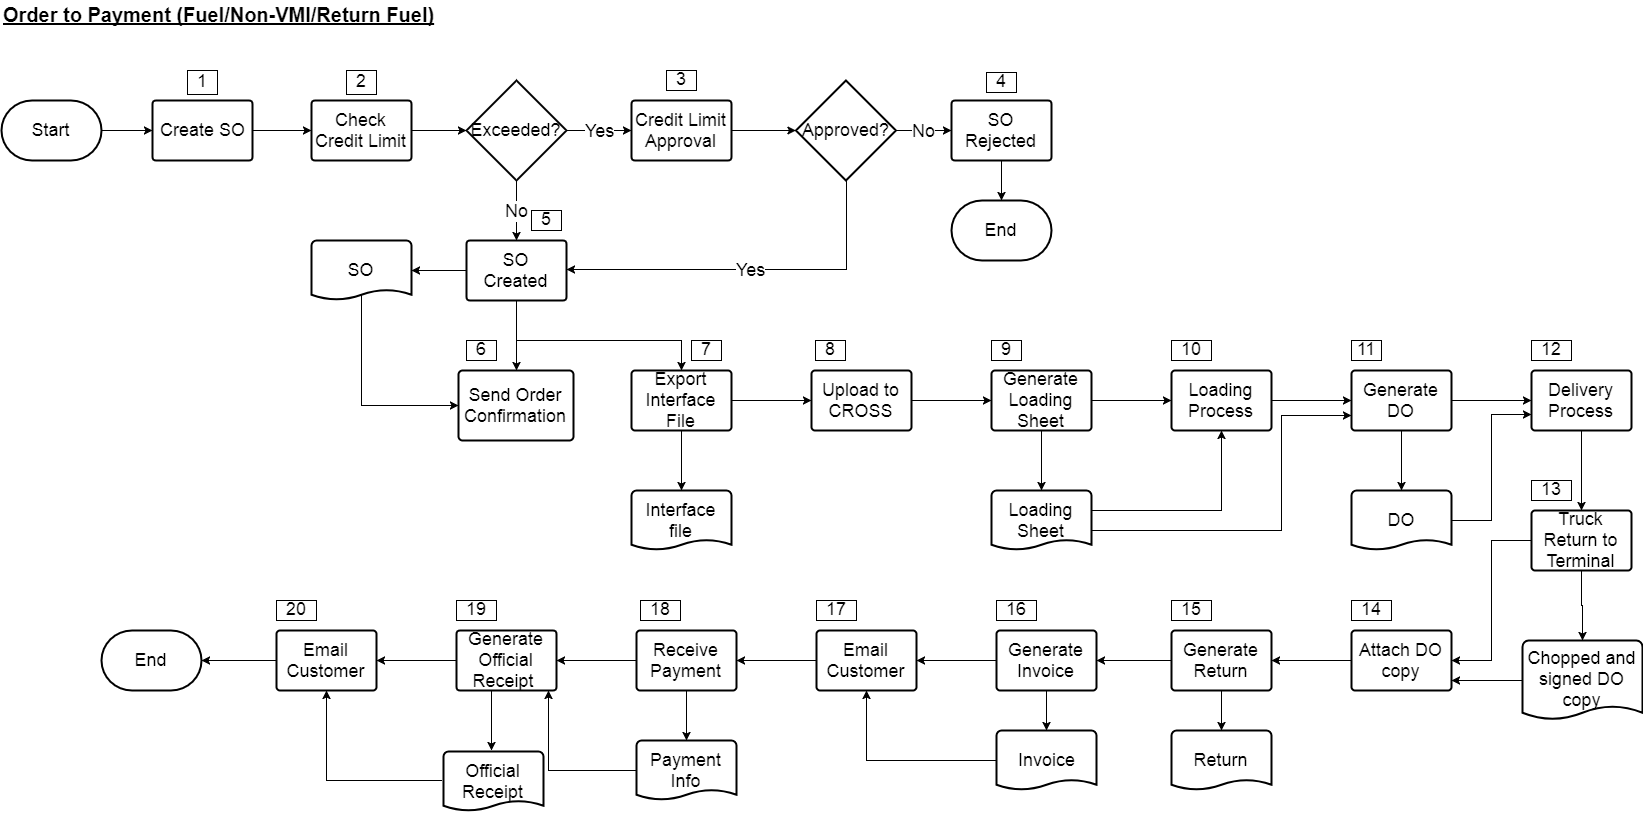 Order to Payment (Fuel/Non-VMI/Return Fuel)
1
2
3
4
Start
Create SO
Check
Credit Limit
Exceeded?
Yes
Credit Limit
Approval
Approved?
No
SO
Rejected
No
5
End
SO
SO
Created
Yes
6
7
8
9
10
11
12
Send Order
Confirmation
Export
Interface
File
Upload to
CROSS
Generate
Loading
Sheet
Loading
Process
Generate
DO
Delivery
Process
Interface
file
Loading
Sheet
DO
13
Truck
Return to
Terminal
20
19
18
17
16
15
14
End
Email
Customer
Generate
Official
Receipt
Receive
Payment
Email
Customer
Generate
Invoice
Generate
Return
Attach DO
copy
Chopped and
signed DO
copy
Official
Receipt
Payment
Info
Invoice
Return